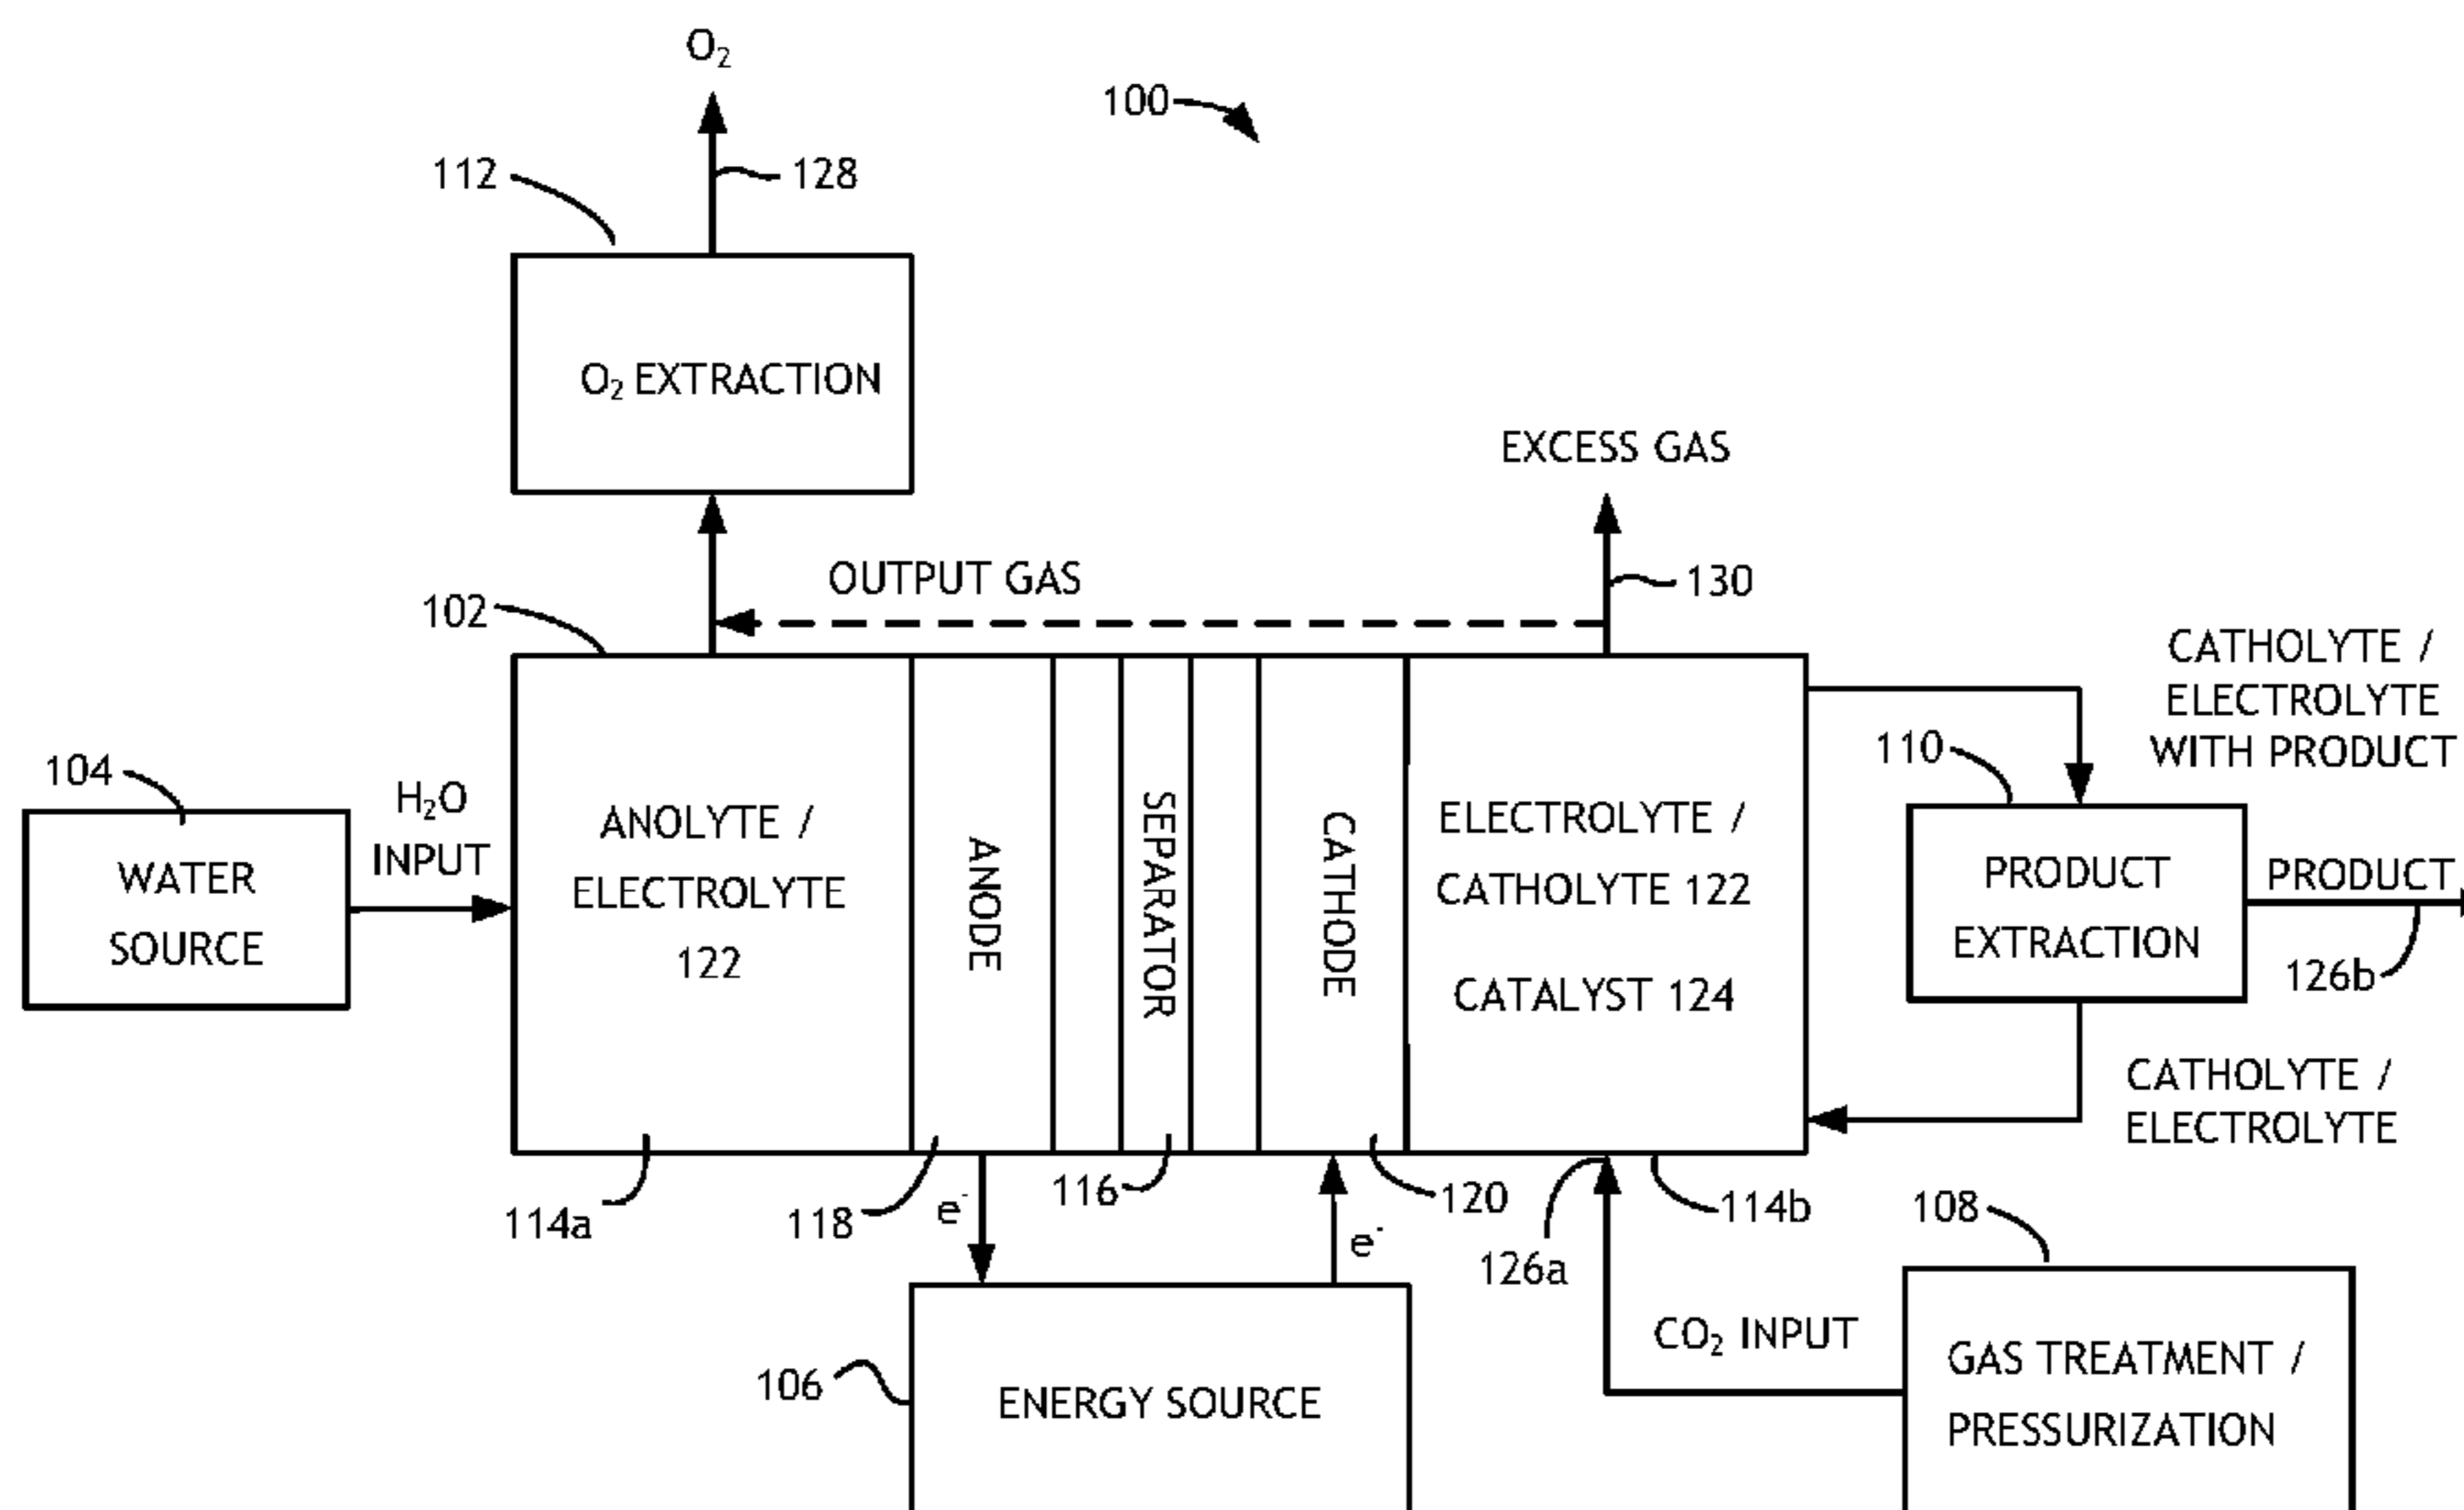 O₂
100
112
128
O₂ EXTRACTION
EXCESS GAS
OUTPUT GAS
130
102
CATHOLYTE /
ELECTROLYTE
WITH PRODUCT
104
H₂O
INPUT
WATER
SOURCE
ANOLYTE /
ELECTROLYTE
122
ANODE
SEPARATOR
CATHODE
ELECTROLYTE /
CATHOLYTE 122
CATALYST 124
110
PRODUCT
EXTRACTION
PRODUCT
126b
CATHOLYTE /
ELECTROLYTE
114a
118
e⁻
116
e⁻
120
126a
114b
108
CO₂ INPUT
106
ENERGY SOURCE
GAS TREATMENT /
PRESSURIZATION